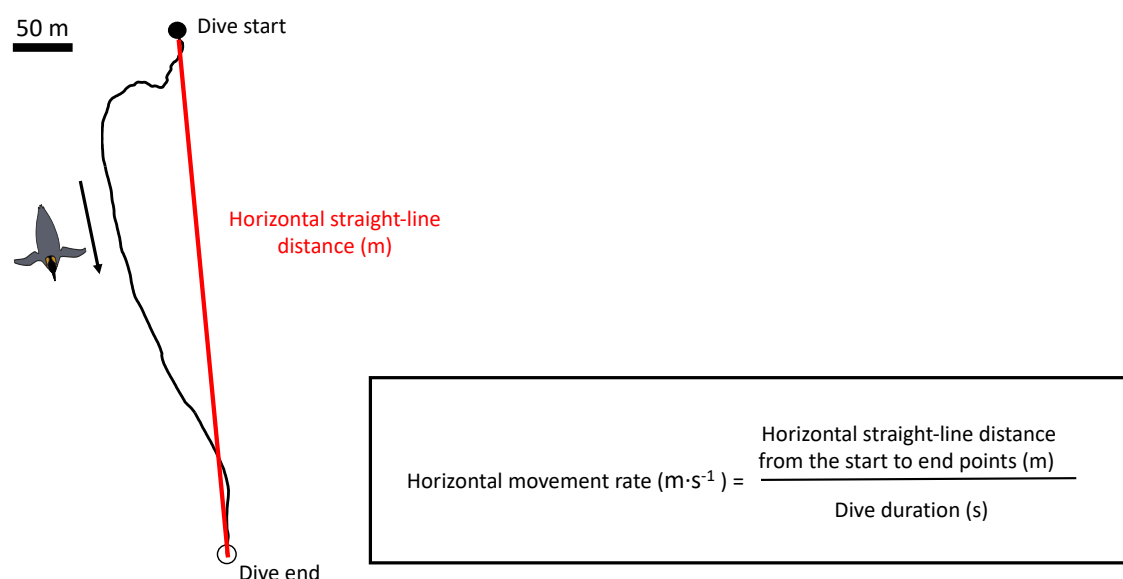 50 m
Dive start
Horizontal straight-line
distance (m)
Horizontal straight-line distance
from the start to end points (m)
Horizontal movement rate (m·s-1 ) =
Dive duration (s)
Dive end